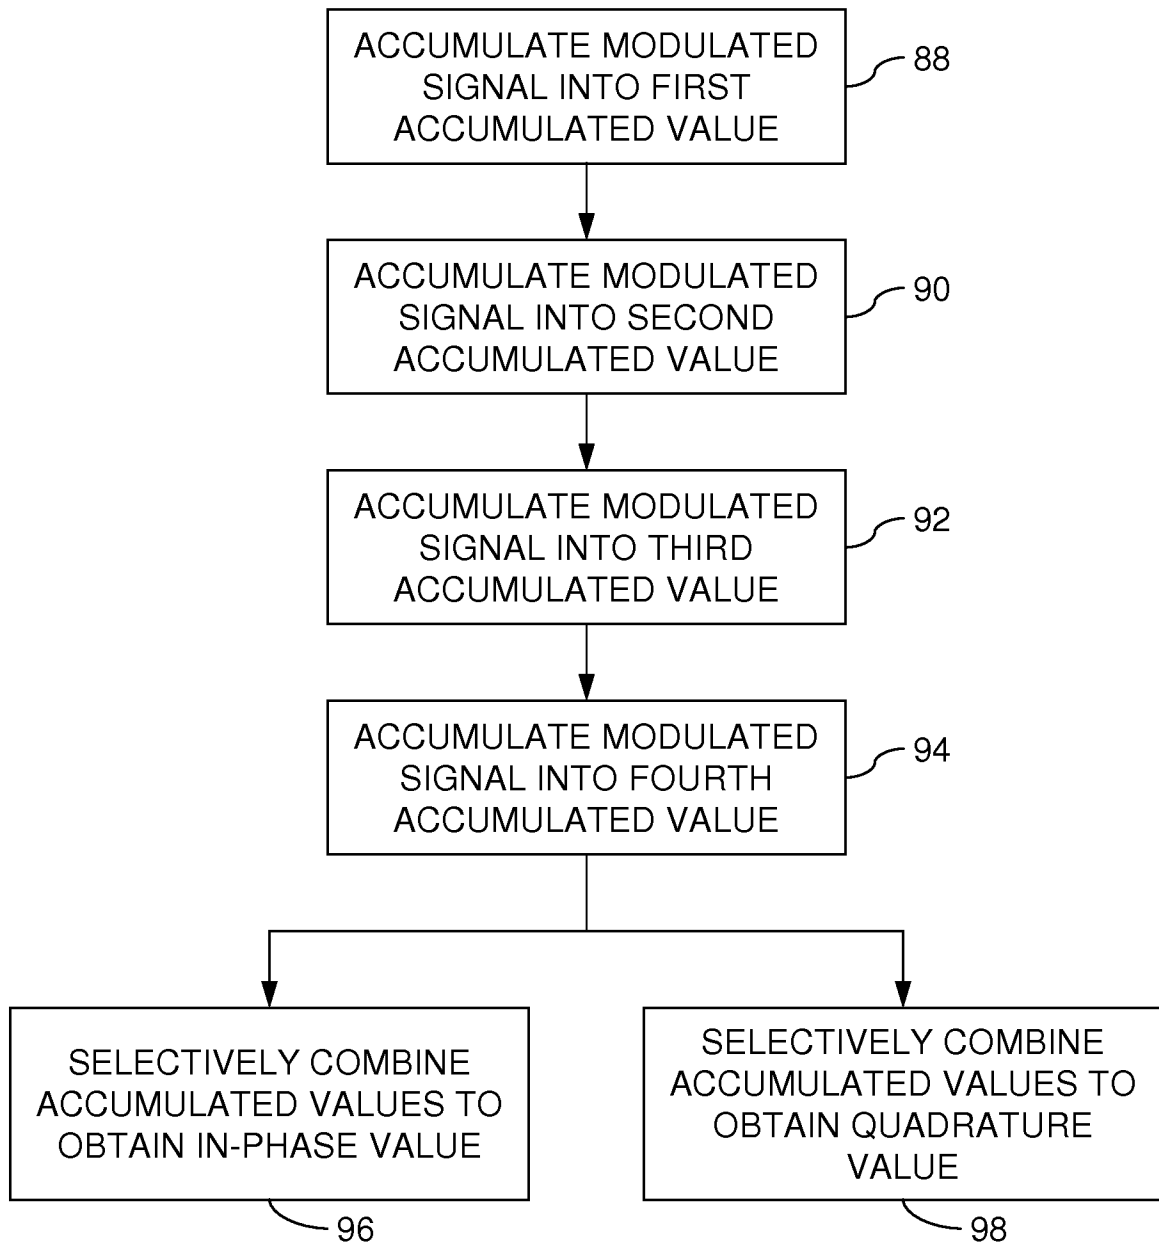 ACCUMULATE MODULATED
SIGNAL INTO FIRST
ACCUMULATED VALUE
88
ACCUMULATE MODULATED
SIGNAL INTO SECOND
ACCUMULATED VALUE
90
ACCUMULATE MODULATED
SIGNAL INTO THIRD
ACCUMULATED VALUE
92
ACCUMULATE MODULATED
SIGNAL INTO FOURTH
ACCUMULATED VALUE
94
SELECTIVELY COMBINE
ACCUMULATED VALUES TO
OBTAIN IN-PHASE VALUE
96
SELECTIVELY COMBINE
ACCUMULATED VALUES TO
OBTAIN QUADRATURE
VALUE
98